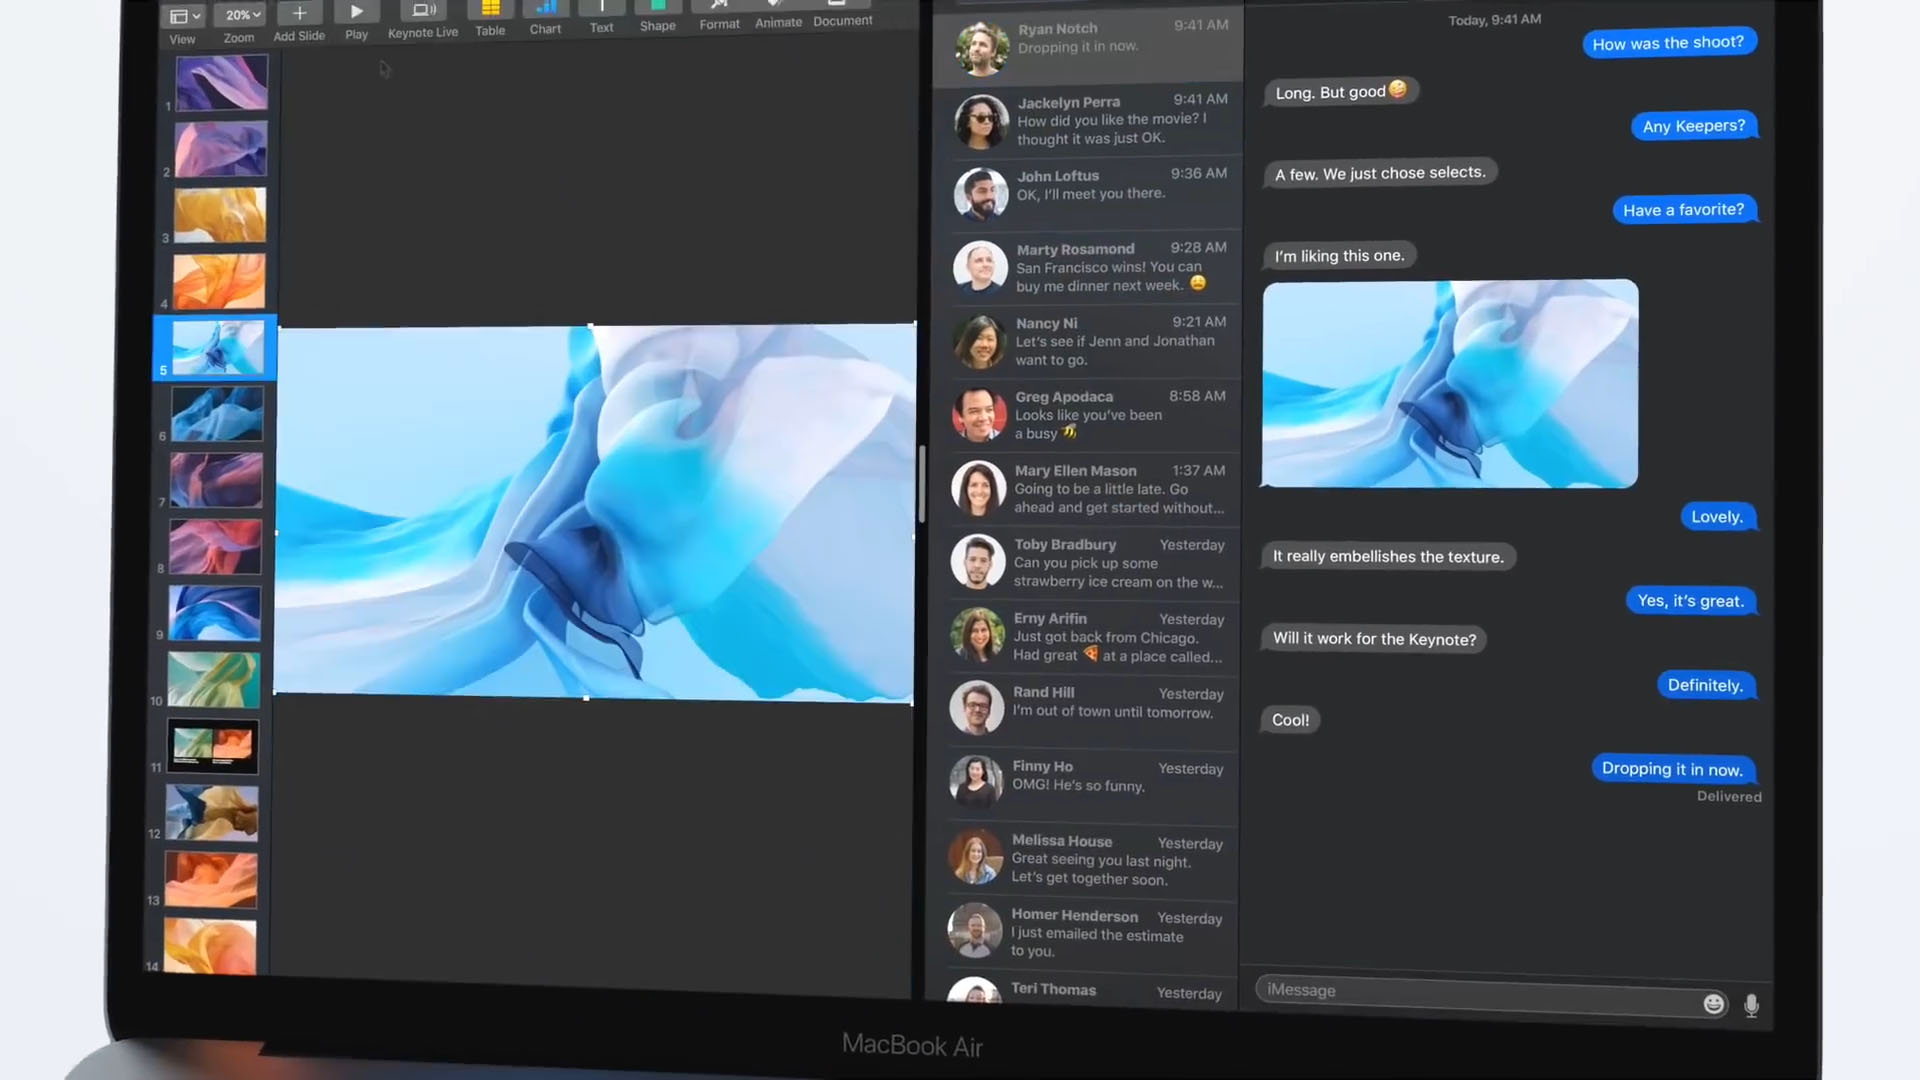 View
20%
Zoom
Add Slide
Play
Keynote Live
Table
Chart
Text
Shape
Format
Animate
Document
1
2
3
4
5
6
7
8
9
10
11
12
13
14
Ryan Notch 9:41 AM
Dropping it in now.
Jackelyn Perra 9:41 AM
How did you like the movie? I
thought it was just OK.
John Loftus 9:36 AM
OK, I'll meet you there.
Marty Rosamond 9:28 AM
San Francisco wins! You can
buy me dinner next week. 😩
Nancy Ni 9:21 AM
Let's see if Jenn and Jonathan
want to go.
Greg Apodaca 8:58 AM
Looks like you've been
a busy 🐝
Mary Ellen Mason 1:37 AM
Going to be a little late. Go
ahead and get started without...
Toby Bradbury Yesterday
Can you pick up some
strawberry ice cream on the w...
Erny Arifin Yesterday
Just got back from Chicago.
Had great 🍕 at a place called...
Rand Hill Yesterday
I'm out of town until tomorrow.
Finny Ho Yesterday
OMG! He's so funny.
Melissa House Yesterday
Great seeing you last night.
Let's get together soon.
Homer Henderson Yesterday
I just emailed the estimate
to you.
Teri Thomas Yesterday
Today, 9:41 AM
How was the shoot?
Long. But good🤪
Any Keepers?
A few. We just chose selects.
Have a favorite?
I'm liking this one.
Lovely.
It really embellishes the texture.
Yes, it's great.
Will it work for the Keynote?
Definitely.
Cool!
Dropping it in now.
Delivered
iMessage
MacBook Air